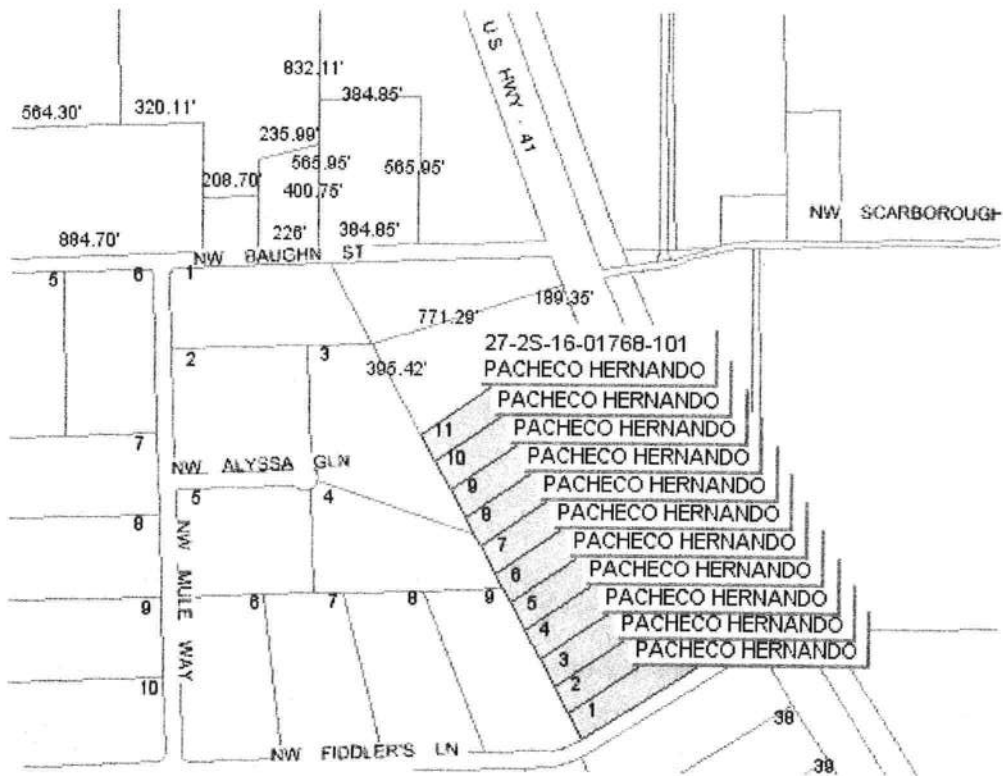 832.11'
384.85'
564.30'
320.11'
US HWY - 41
235.99'
565.95'
565.95'
208.70'
400.75'
NW SCARBOROUGH
226'
384.85'
884.70'
NW BAUGHN ST
5
6
1
189.35'
771.29'
27-2S-16-01768-101
2
3
395.42'
PACHECO HERNANDO
PACHECO HERNANDO
11
PACHECO HERNANDO
7
10
PACHECO HERNANDO
NW ALYSSA GLN
9
PACHECO HERNANDO
5
4
8
PACHECO HERNANDO
8
7
PACHECO HERNANDO
NW MULE WAY
6
PACHECO HERNANDO
9
6
7
8
9
5
PACHECO HERNANDO
4
PACHECO HERNANDO
3
PACHECO HERNANDO
10
2
1
38
NW FIDDLER'S LN
39